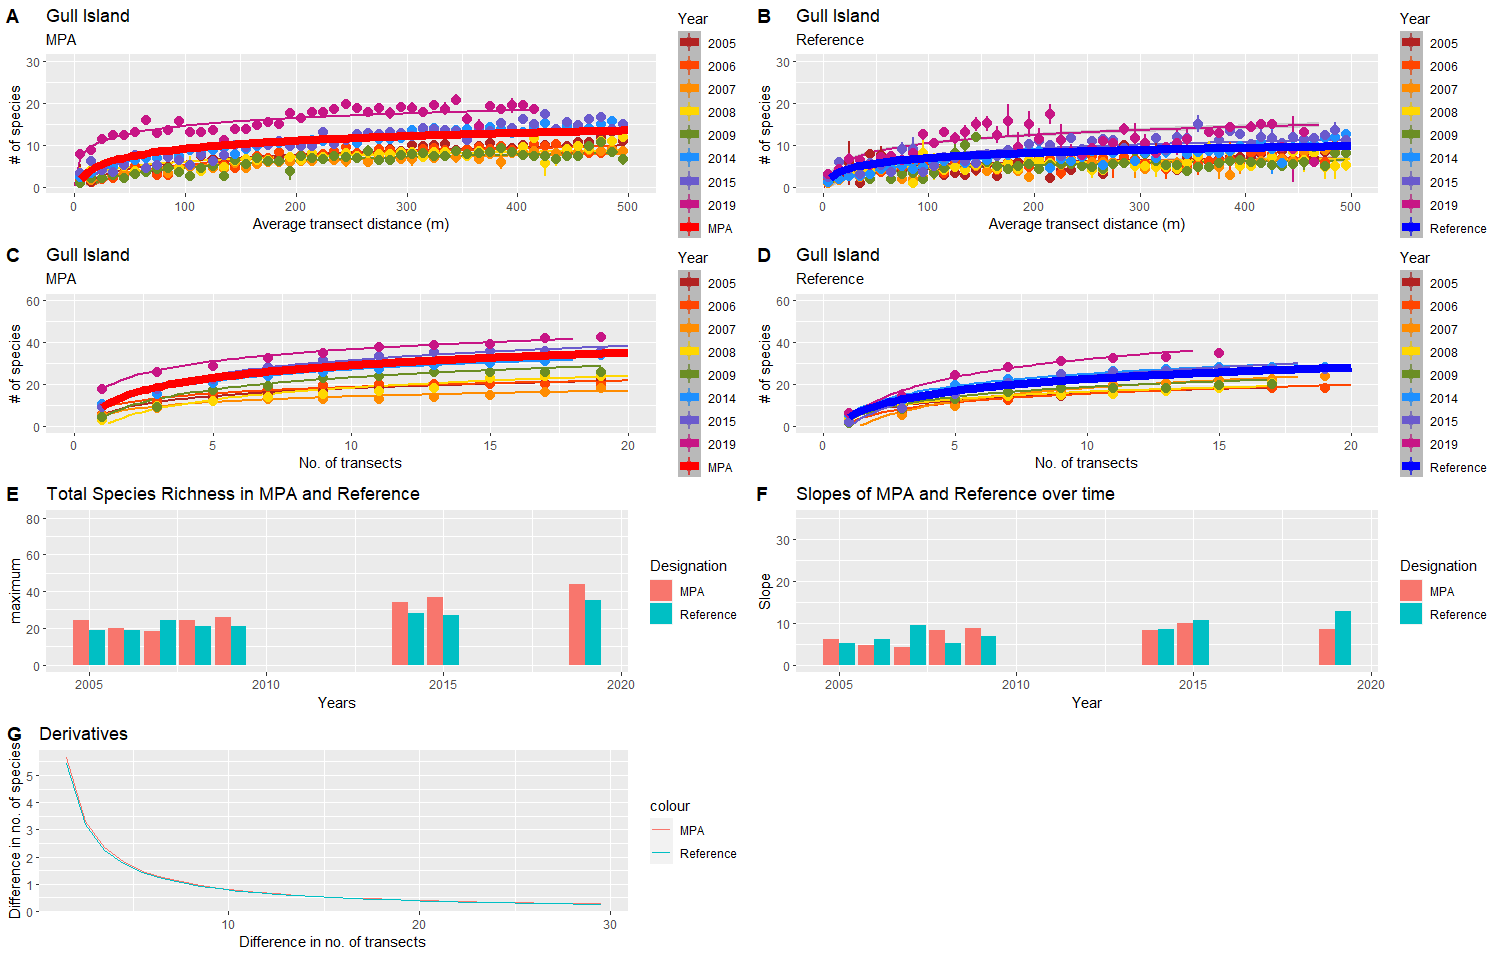 A
Gull Island
MPA
# of species
30
20
10
0
0 100 200 300 400 500
Average transect distance (m)
Year
2005
2006
2007
2008
2009
2014
2015
2019
MPA
B
Gull Island
Reference
# of species
30
20
10
0
0 100 200 300 400 500
Average transect distance (m)
Year
2005
2006
2007
2008
2009
2014
2015
2019
Reference
C
Gull Island
MPA
# of species
60
40
20
0
0 5 10 15 20
No. of transects
Year
2005
2006
2007
2008
2009
2014
2015
2019
MPA
D
Gull Island
Reference
# of species
60
40
20
0
0 5 10 15 20
No. of transects
Year
2005
2006
2007
2008
2009
2014
2015
2019
Reference
E
Total Species Richness in MPA and Reference
maximum
80
60
40
20
0
2005 2010 2015 2020
Years
Designation
MPA
Reference
F
Slopes of MPA and Reference over time
Slope
30
20
10
0
2005 2010 2015 2020
Year
Designation
MPA
Reference
G
Derivatives
Difference in no. of species
5
4
3
2
1
0
10 20 30
Difference in no. of transects
colour
MPA
Reference